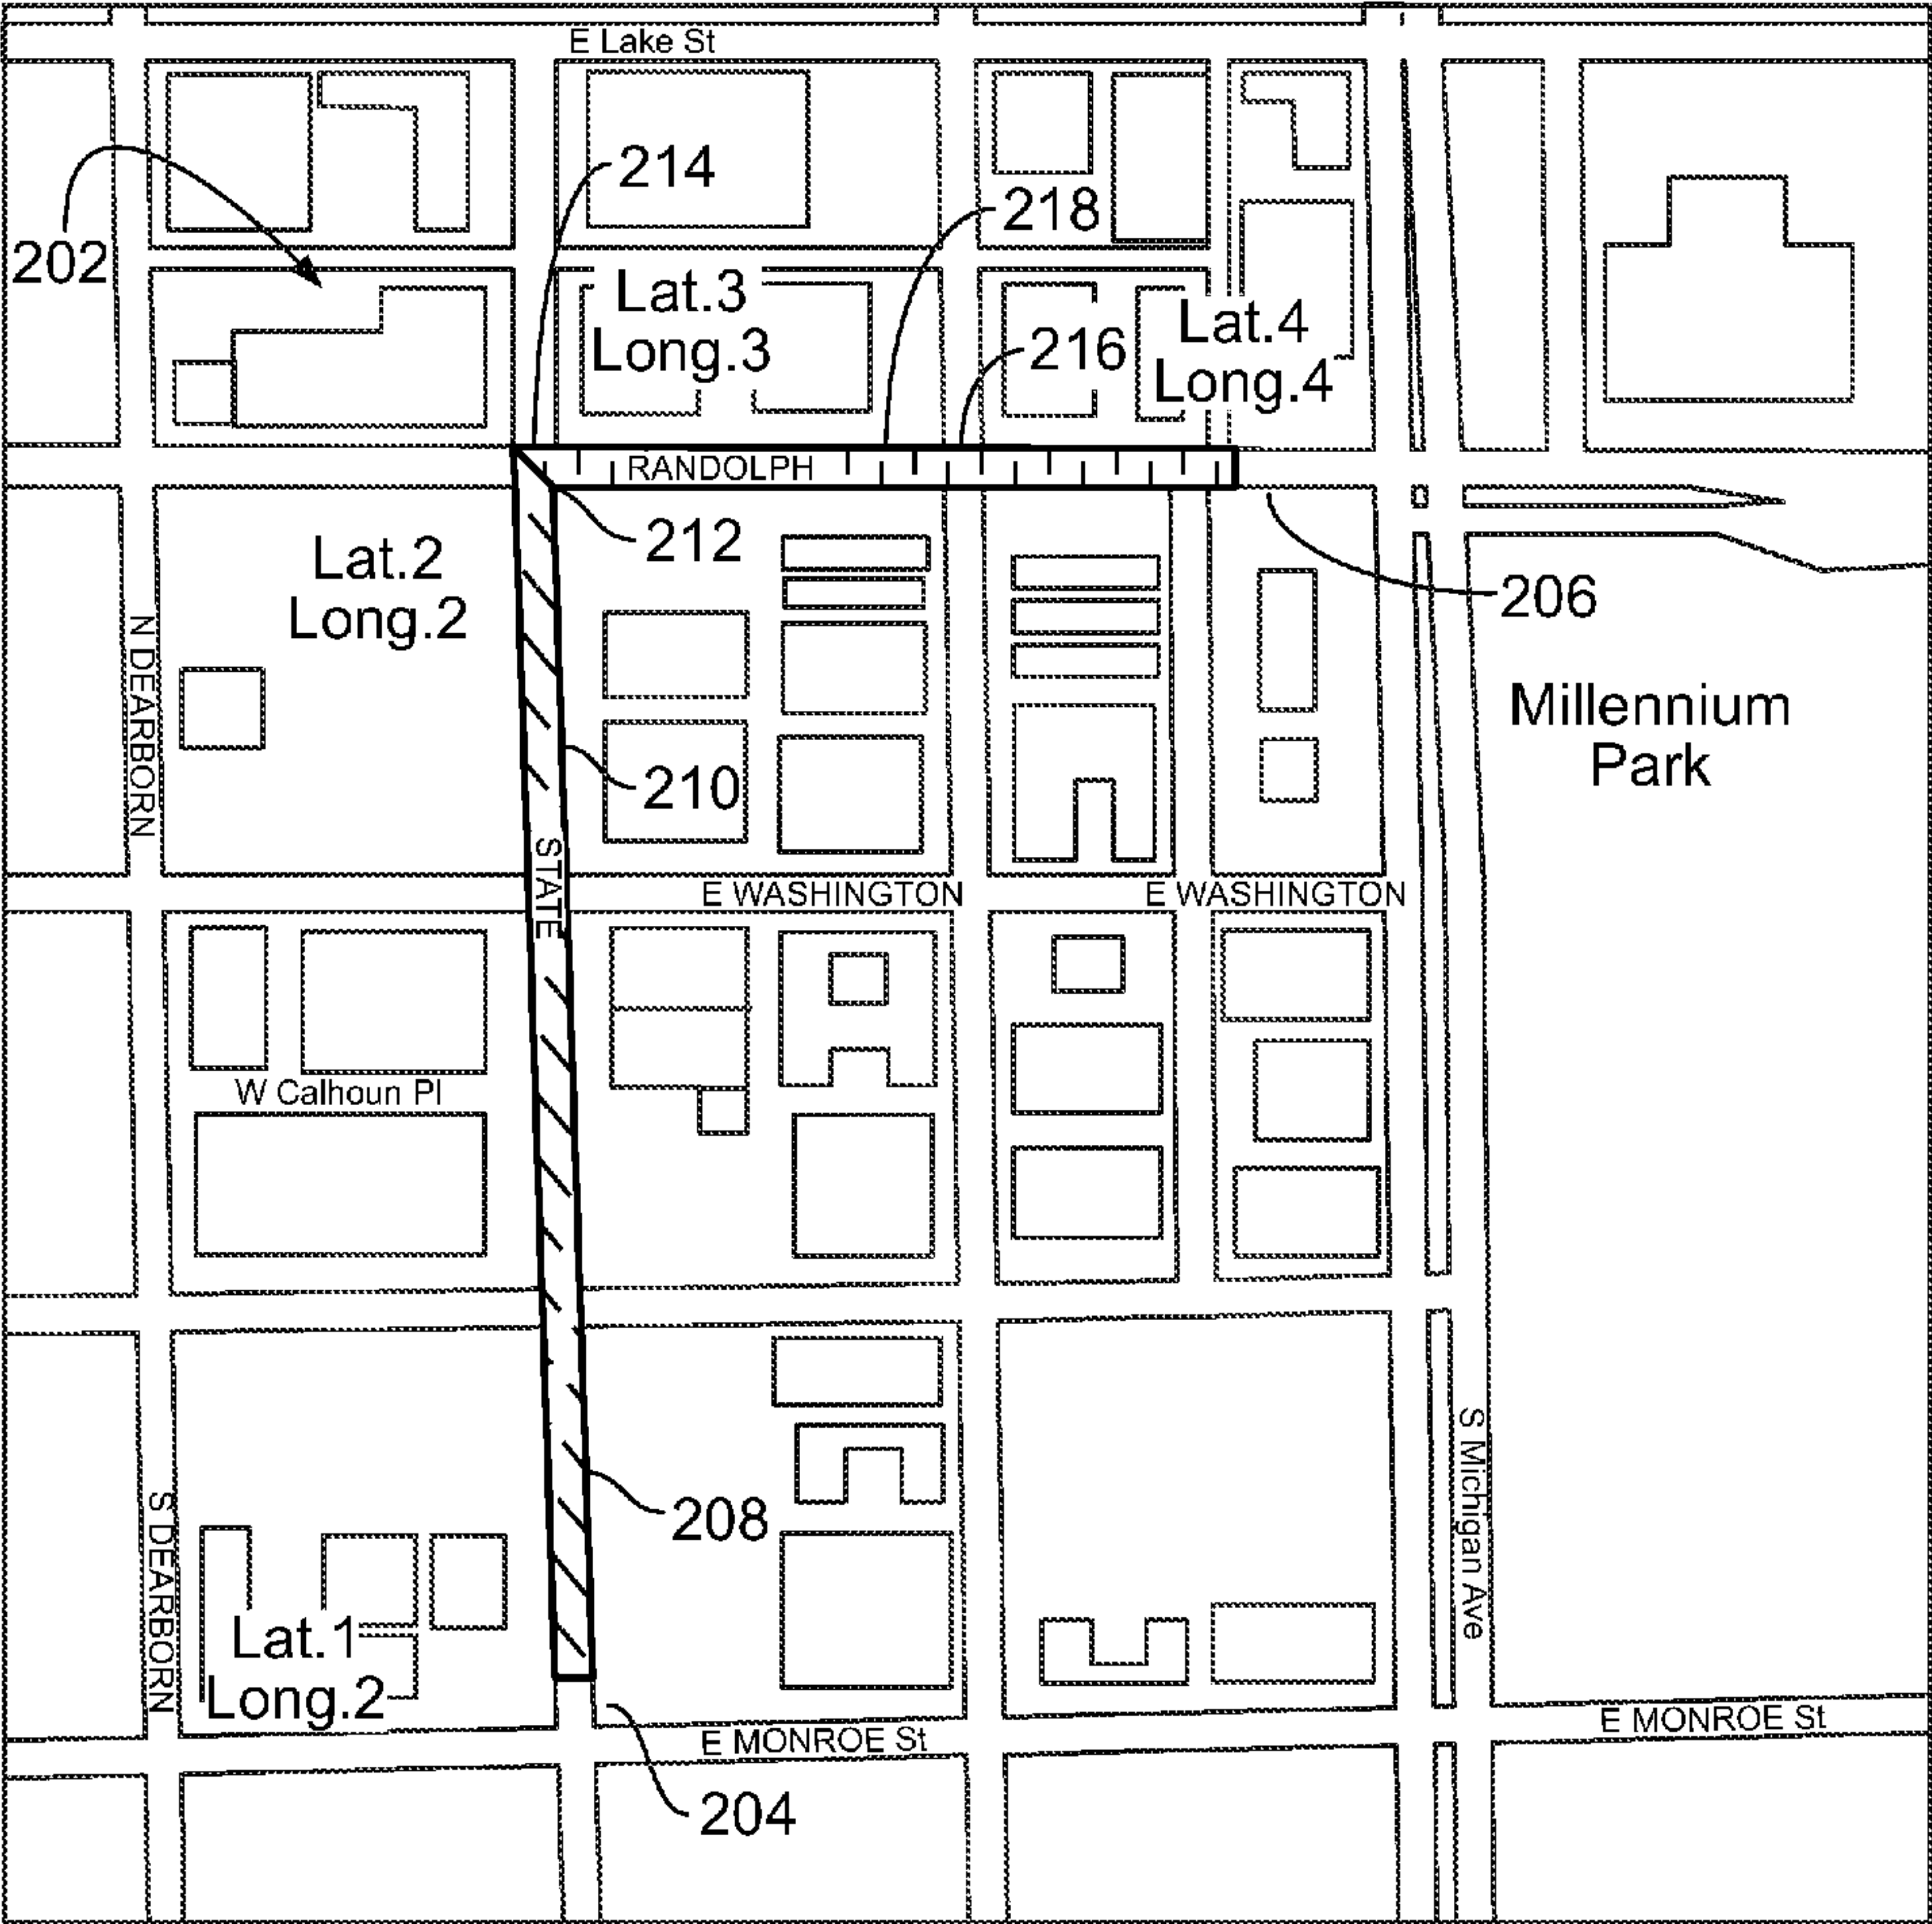 E Lake St
214
218
202
Lat.3
Long.3
216
Lat.4
Long.4
RANDOLPH
212
Lat.2
Long.2
206
N DEARBORN
Millennium
Park
210
STATE
E WASHINGTON
E WASHINGTON
W Calhoun Pl
S Michigan Ave
208
S DEARBORN
Lat.1
Long.2
E MONROE St
E MONROE St
204